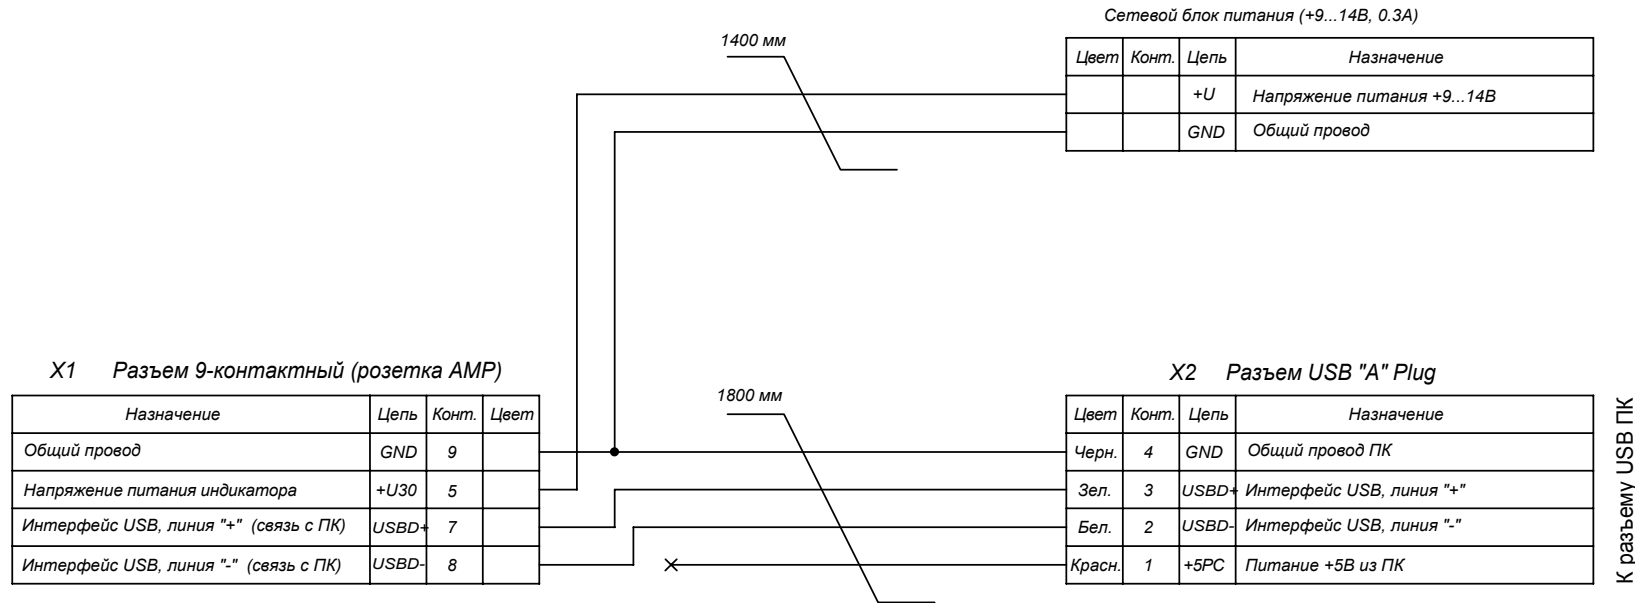 Сетевой блок питания (+9...14В, 0.3А)
1400 мм
Цвет Конт. Цепь Назначение
+U Напряжение питания +9...14В
GND Общий провод
X1 Разъем 9-контактный (розетка AMP)
Назначение Цепь Конт. Цвет
Общий провод GND 9
Напряжение питания индикатора +U30 5
Интерфейс USB, линия "+" (связь с ПК) USBD+ 7
Интерфейс USB, линия "-" (связь с ПК) USBD- 8
1800 мм
X2 Разъем USB "A" Plug
Цвет Конт. Цепь Назначение
Черн. 4 GND Общий провод ПК
Зел. 3 USBD+ Интерфейс USB, линия "+"
Бел. 2 USBD- Интерфейс USB, линия "-"
Красн. 1 +5PC Питание +5В из ПК
К разъему USB ПК